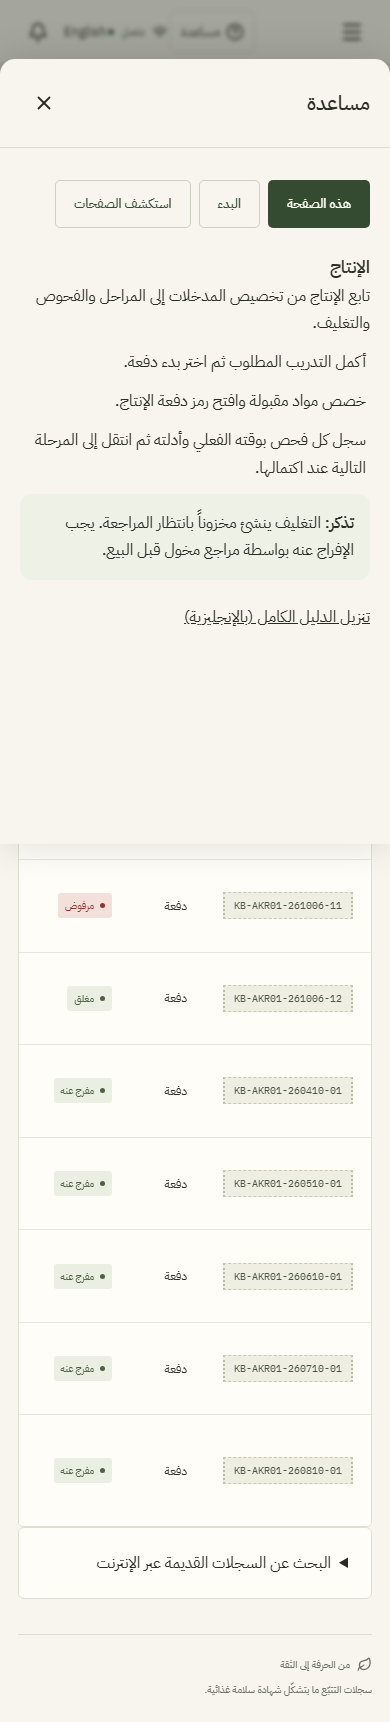 مساعدة
متصل
English
مساعدة
هذه الصفحة
البدء
استكشف الصفحات
الإنتاج
تابع الإنتاج من تخصيص المدخلات إلى المراحل والفحوص
والتغليف.
أكمل التدريب المطلوب ثم اختر بدء دفعة.
خصص مواد مقبولة وافتح رمز دفعة الإنتاج.
سجل كل فحص بوقته الفعلي وأدلته ثم انتقل إلى المرحلة
التالية عند اكتمالها.
تذكر: التغليف ينشئ مخزوناً بانتظار المراجعة. يجب
الإفراج عنه بواسطة مراجع مخول قبل البيع.
تنزيل الدليل الكامل (بالإنجليزية)
KB-AKR01-261006-11 دفعة مرفوض
KB-AKR01-261006-12 دفعة مغلق
KB-AKR01-260410-01 دفعة مفرج عنه
KB-AKR01-260510-01 دفعة مفرج عنه
KB-AKR01-260610-01 دفعة مفرج عنه
KB-AKR01-260710-01 دفعة مفرج عنه
KB-AKR01-260810-01 دفعة مفرج عنه
البحث عن السجلات القديمة عبر الإنترنت
من الحرفة إلى الثقة
سجلات التتبّع ما بتشكّل شهادة سلامة غذائية.